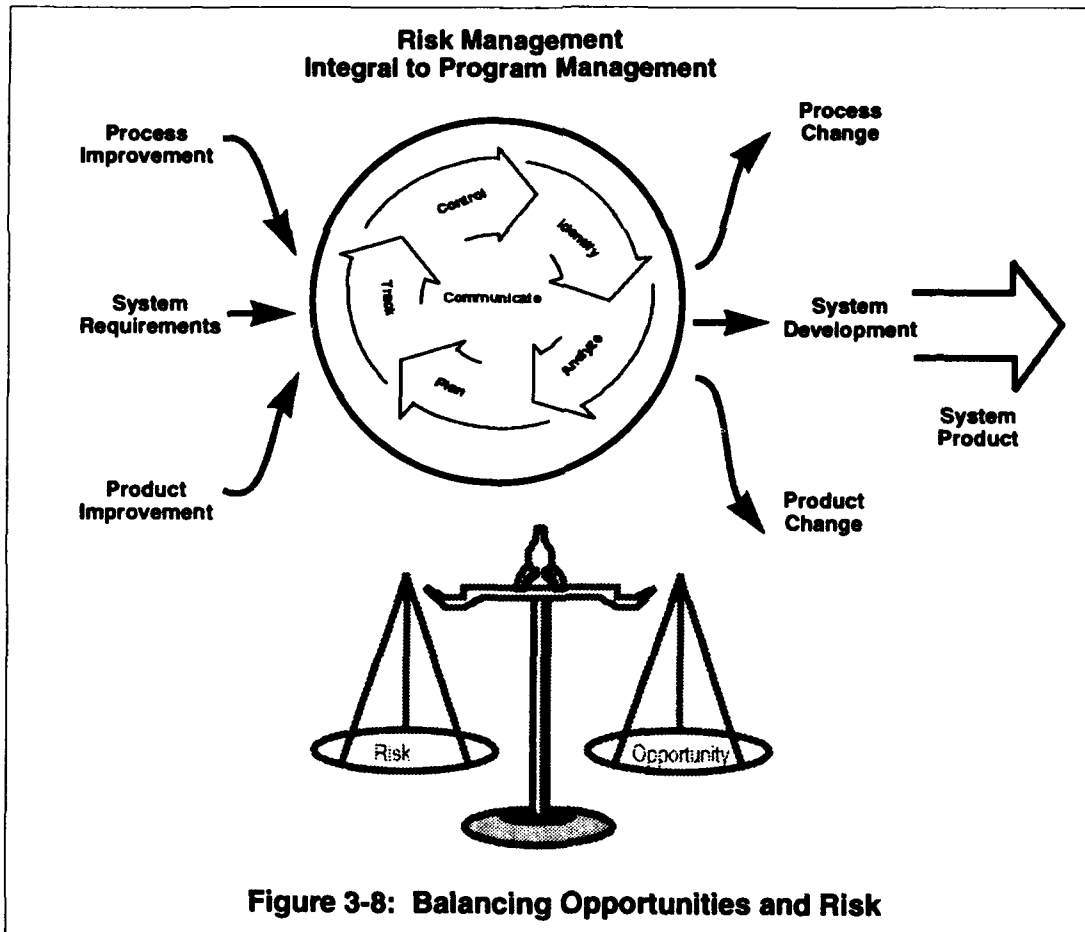 Risk Management
Integral to Program Management
Process
Improvement
System
Requirements
Product
Improvement
Control
Identify
Communicate
Track
Analyze
Plan
Process
Change
System
Development
System
Product
Product
Change
Risk
Opportunity
Figure 3-8: Balancing Opportunities and Risk